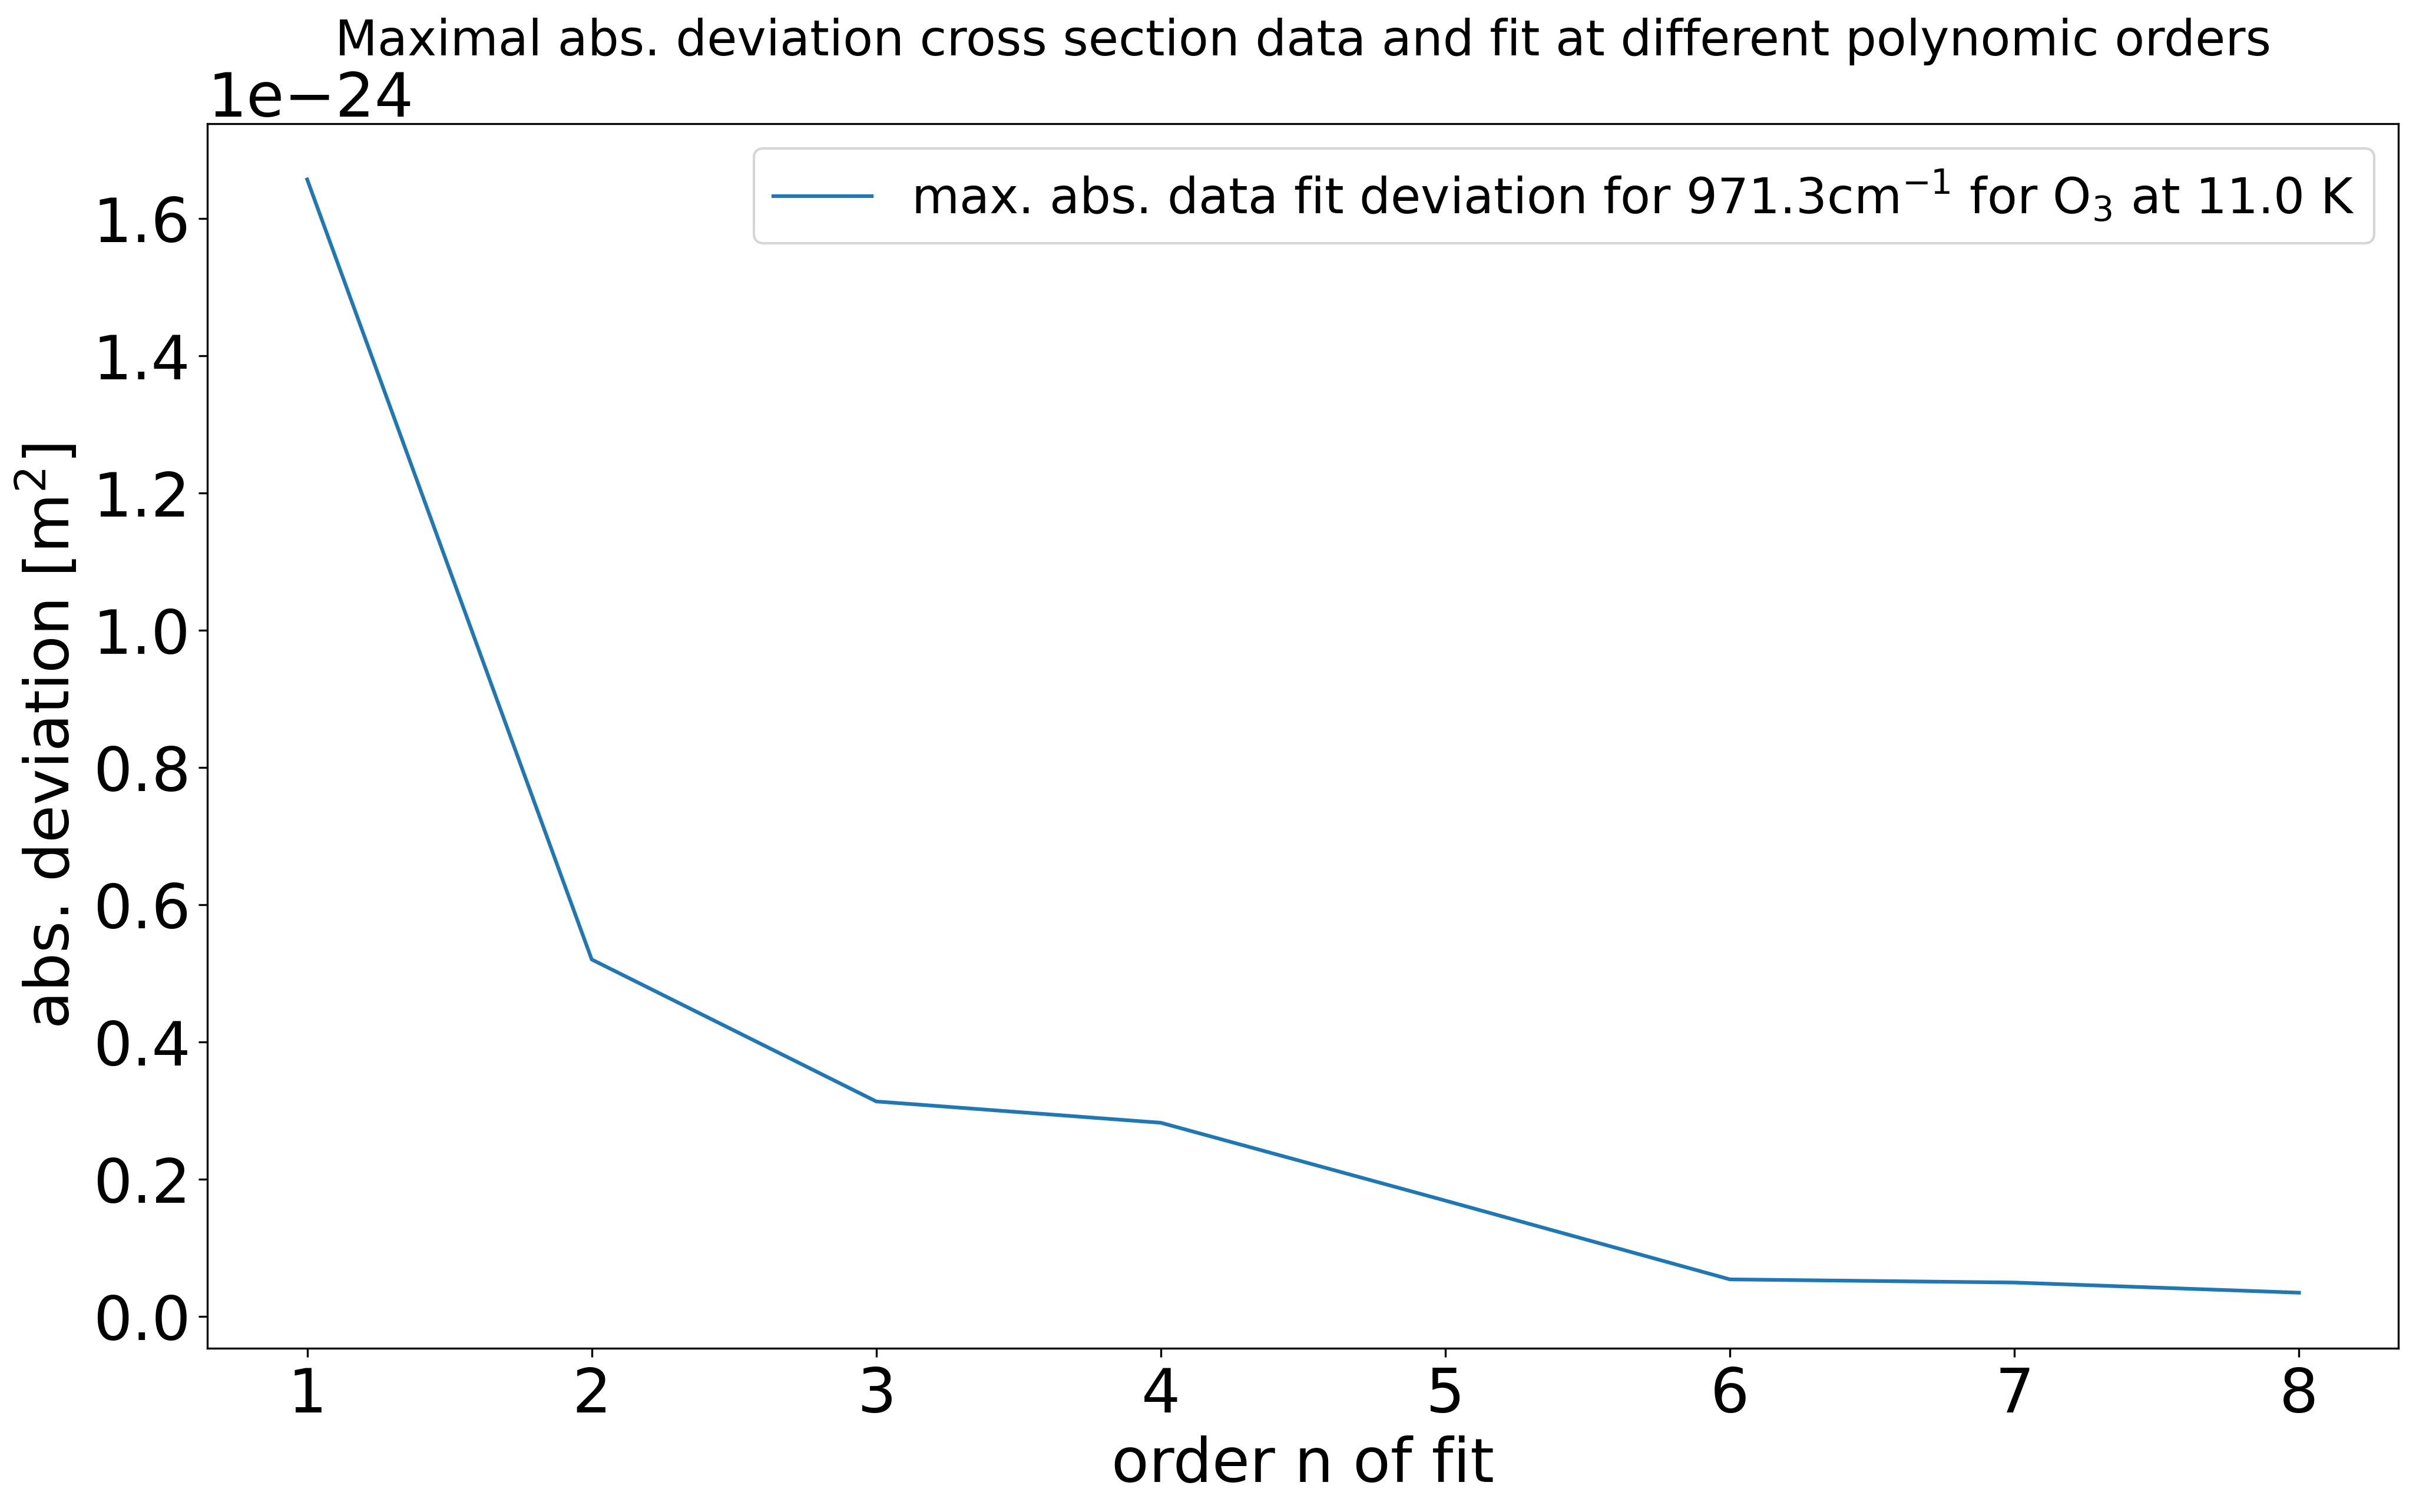 Maximal abs. deviation cross section data and fit at different polynomic orders
1e−24
max. abs. data fit deviation for 971.3cm⁻¹ for O₃ at 11.0 K
abs. deviation [m²]
1.6
1.4
1.2
1.0
0.8
0.6
0.4
0.2
0.0
1 2 3 4 5 6 7 8
order n of fit